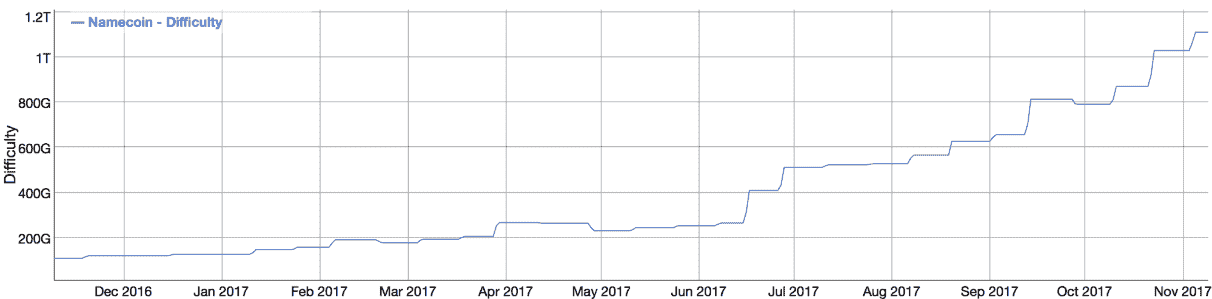 Namecoin - Difficulty
1.2T
1T
800G
600G
400G
200G
Difficulty
Dec 2016 Jan 2017 Feb 2017 Mar 2017 Apr 2017 May 2017 Jun 2017 Jul 2017 Aug 2017 Sep 2017 Oct 2017 Nov 2017